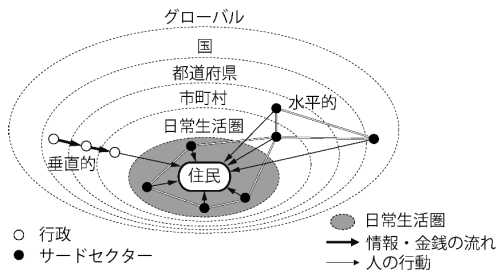 グローバル
国
都道府県
市町村
水平的
日常生活圏
垂直的
住民
日常生活圏
行政
情報・金銭の流れ
サードセクター
人の行動